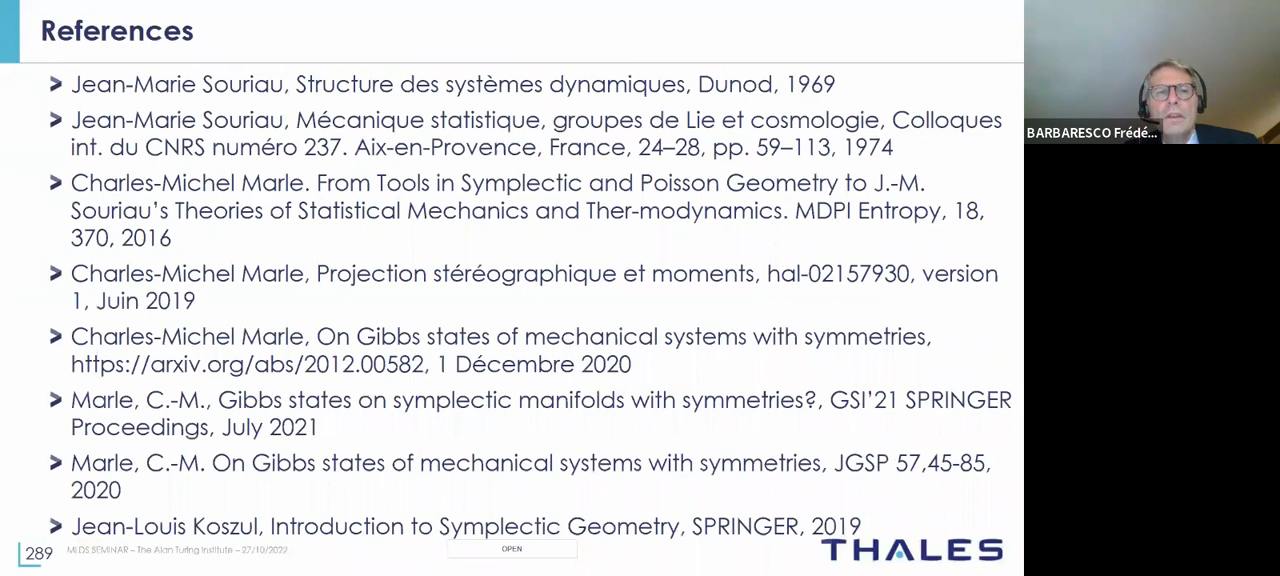 References
> Jean-Marie Souriau, Structure des systèmes dynamiques, Dunod, 1969
> Jean-Marie Souriau, Mécanique statistique, groupes de Lie et cosmologie, Colloques
int. du CNRS numéro 237. Aix-en-Provence, France, 24–28, pp. 59–113, 1974
> Charles-Michel Marle. From Tools in Symplectic and Poisson Geometry to J.-M.
Souriau's Theories of Statistical Mechanics and Ther-modynamics. MDPI Entropy, 18,
370, 2016
> Charles-Michel Marle, Projection stéréographique et moments, hal-02157930, version
1, Juin 2019
> Charles-Michel Marle, On Gibbs states of mechanical systems with symmetries,
https://arxiv.org/abs/2012.00582, 1 Décembre 2020
> Marle, C.-M., Gibbs states on symplectic manifolds with symmetries?, GSI'21 SPRINGER
Proceedings, July 2021
> Marle, C.-M. On Gibbs states of mechanical systems with symmetries, JGSP 57,45-85,
2020
> Jean-Louis Koszul, Introduction to Symplectic Geometry, SPRINGER, 2019
289
MLDS SEMINAR – The Alan Turing Institute – 27/10/2022
OPEN
THALES
BARBARESCO Frédé...